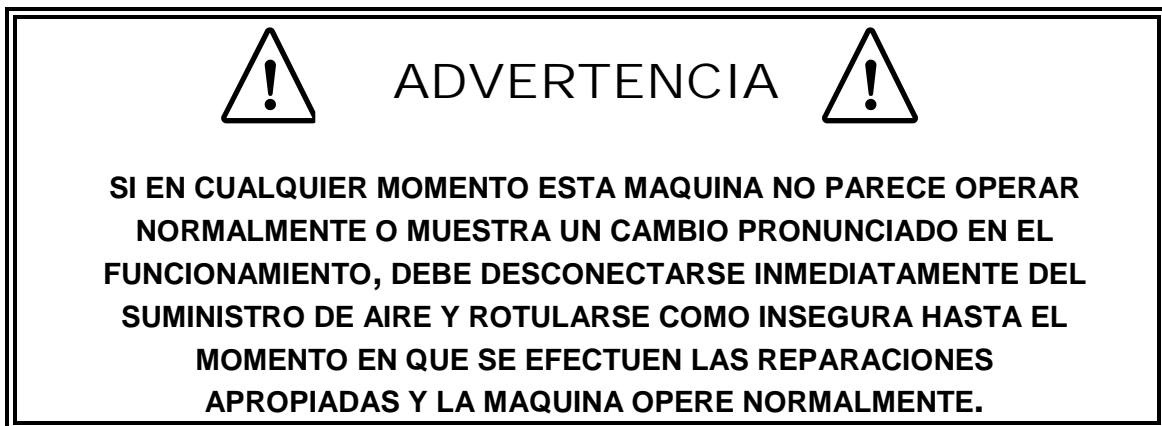 ADVERTENCIA
SI EN CUALQUIER MOMENTO ESTA MAQUINA NO PARECE OPERAR
NORMALMENTE O MUESTRA UN CAMBIO PRONUNCIADO EN EL
FUNCIONAMIENTO, DEBE DESCONECTARSE INMEDIATAMENTE DEL
SUMINISTRO DE AIRE Y ROTULARSE COMO INSEGURA HASTA EL
MOMENTO EN QUE SE EFECTUEN LAS REPARACIONES
APROPIADAS Y LA MAQUINA OPERE NORMALMENTE.